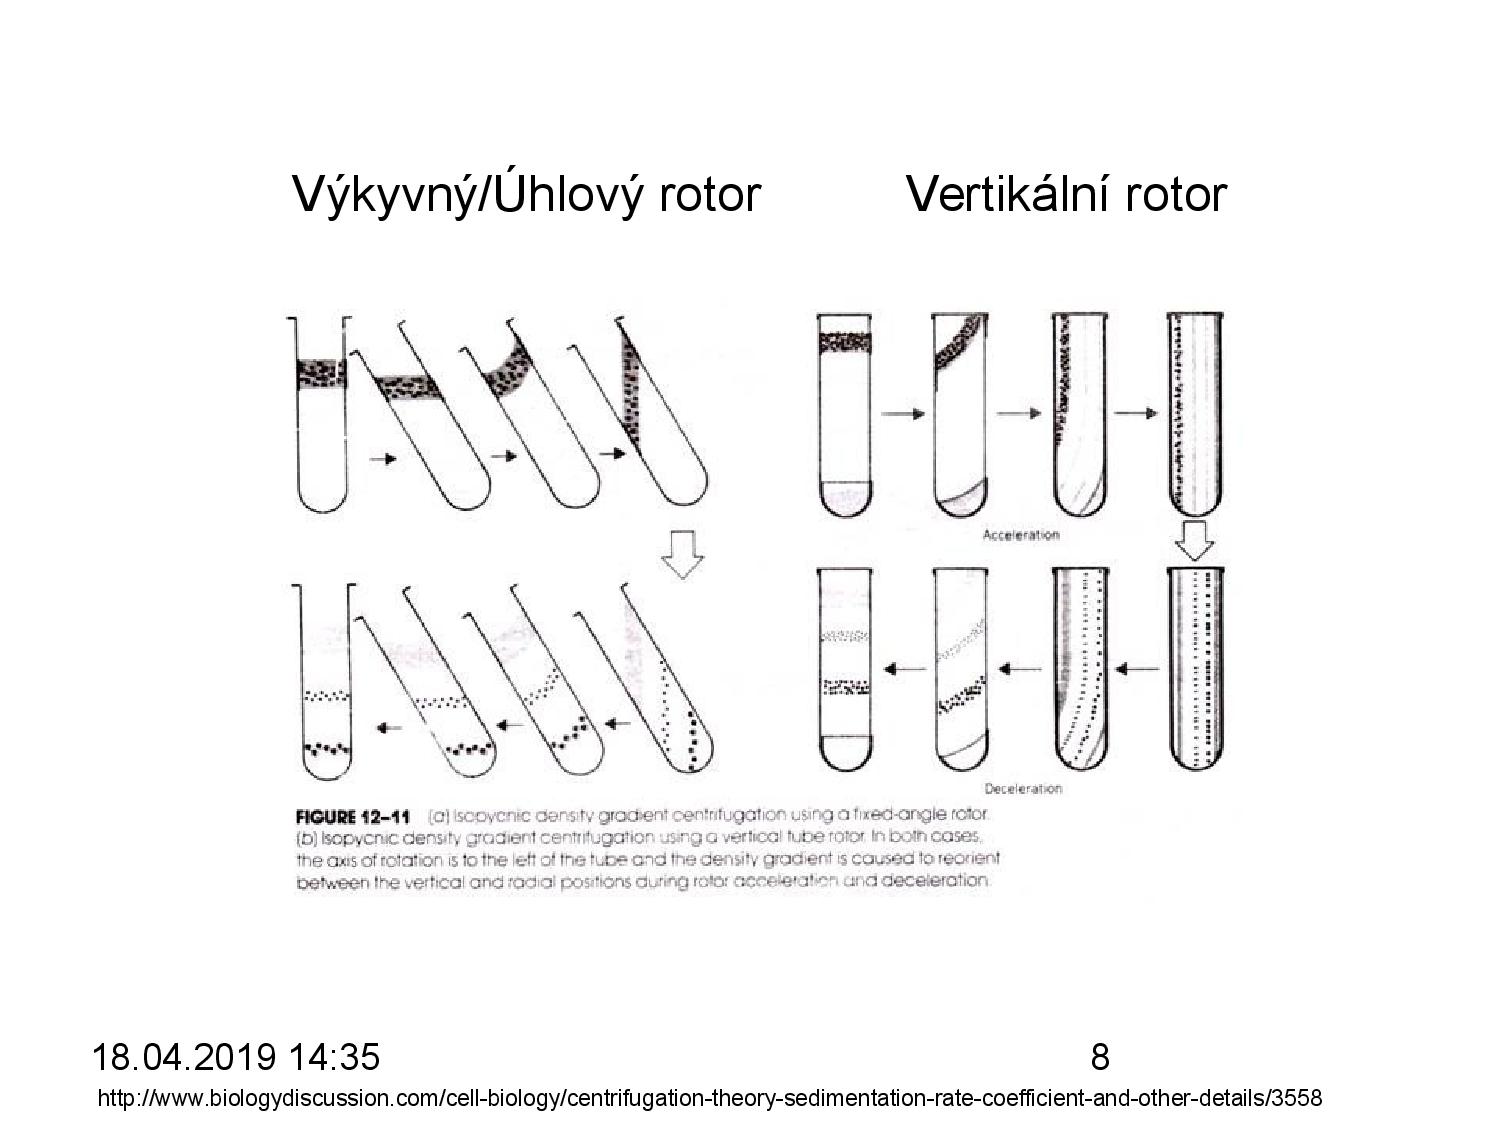 Výkyvný/Úhlový rotor
Vertikální rotor
Acceleration
Deceleration
FIGURE 12–11 (a) Isopycnic density gradient centrifugation using a fixed-angle rotor.
(b) Isopycnic density gradient centrifugation using a vertical tube rotor. In both cases,
the axis of rotation is to the left of the tube and the density gradient is caused to reorient
between the vertical and radial positions during rotor acceleration and deceleration.
18.04.2019 14:35
8
http://www.biologydiscussion.com/cell-biology/centrifugation-theory-sedimentation-rate-coefficient-and-other-details/3558